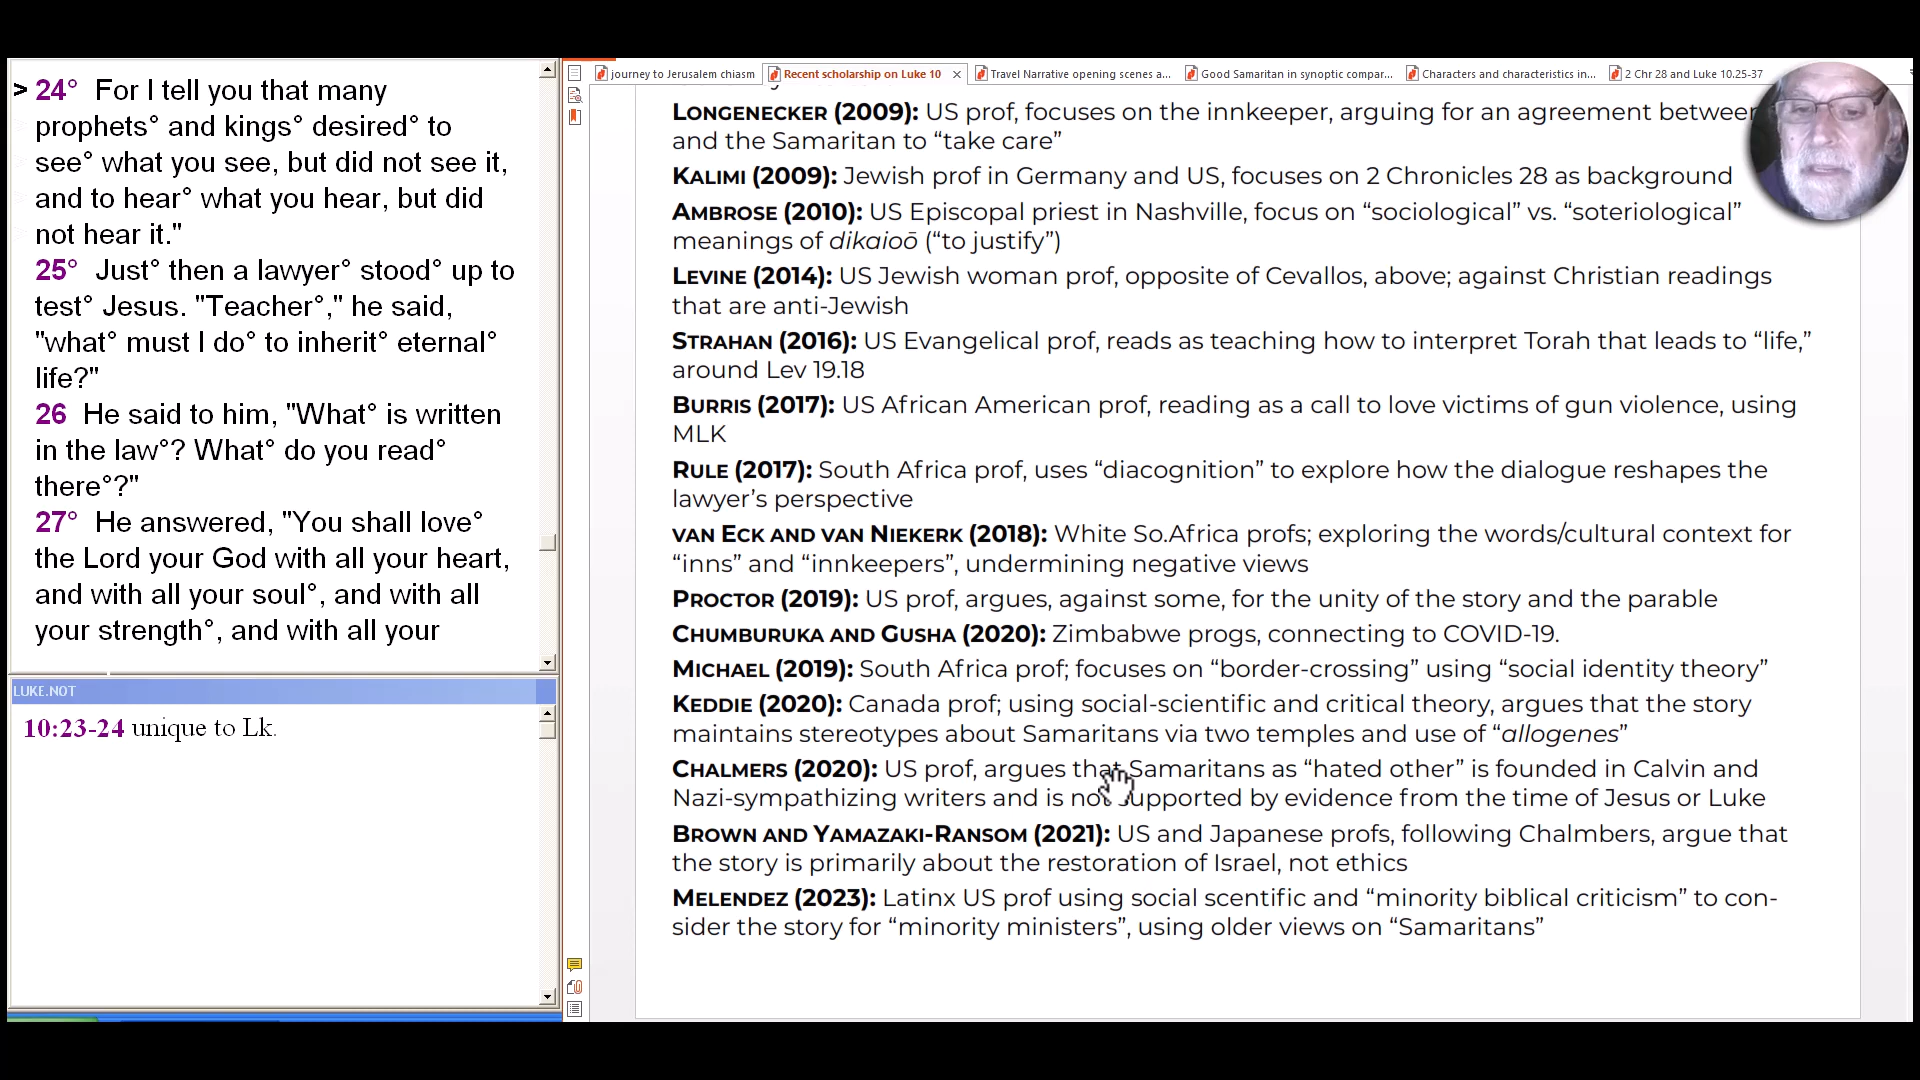 > 24° For I tell you that many
prophets° and kings° desired° to
see° what you see, but did not see it,
and to hear° what you hear, but did
not hear it."
25° Just° then a lawyer° stood° up to
test° Jesus. "Teacher°," he said,
"what° must I do° to inherit° eternal°
life?"
26 He said to him, "What° is written
in the law°? What° do you read°
there°?"
27° He answered, "You shall love°
the Lord your God with all your heart,
and with all your soul°, and with all
your strength°, and with all your
LUKE.NOT
10:23-24 unique to Lk.
journey to Jerusalem chiasm
Recent scholarship on Luke 10 ×
Travel Narrative opening scenes a...
Good Samaritan in synoptic compar...
Characters and characteristics in...
2 Chr 28 and Luke 10.25-37
LONGENECKER (2009): US prof, focuses on the innkeeper, arguing for an agreement between
and the Samaritan to “take care”
KALIMI (2009): Jewish prof in Germany and US, focuses on 2 Chronicles 28 as background
AMBROSE (2010): US Episcopal priest in Nashville, focus on “sociological” vs. “soteriological”
meanings of dikaioō (“to justify”)
LEVINE (2014): US Jewish woman prof, opposite of Cevallos, above; against Christian readings
that are anti-Jewish
STRAHAN (2016): US Evangelical prof, reads as teaching how to interpret Torah that leads to “life,”
around Lev 19.18
BURRIS (2017): US African American prof, reading as a call to love victims of gun violence, using
MLK
RULE (2017): South Africa prof, uses “diacognition” to explore how the dialogue reshapes the
lawyer’s perspective
VAN ECK AND VAN NIEKERK (2018): White So.Africa profs; exploring the words/cultural context for
“inns” and “innkeepers”, undermining negative views
PROCTOR (2019): US prof, argues, against some, for the unity of the story and the parable
CHUMBURUKA AND GUSHA (2020): Zimbabwe progs, connecting to COVID-19.
MICHAEL (2019): South Africa prof; focuses on “border-crossing” using “social identity theory”
KEDDIE (2020): Canada prof; using social-scientific and critical theory, argues that the story
maintains stereotypes about Samaritans via two temples and use of “allogenes”
CHALMERS (2020): US prof, argues that Samaritans as “hated other” is founded in Calvin and
Nazi-sympathizing writers and is not supported by evidence from the time of Jesus or Luke
BROWN AND YAMAZAKI-RANSOM (2021): US and Japanese profs, following Chalmbers, argue that
the story is primarily about the restoration of Israel, not ethics
MELENDEZ (2023): Latinx US prof using social scentific and “minority biblical criticism” to con-
sider the story for “minority ministers”, using older views on “Samaritans”